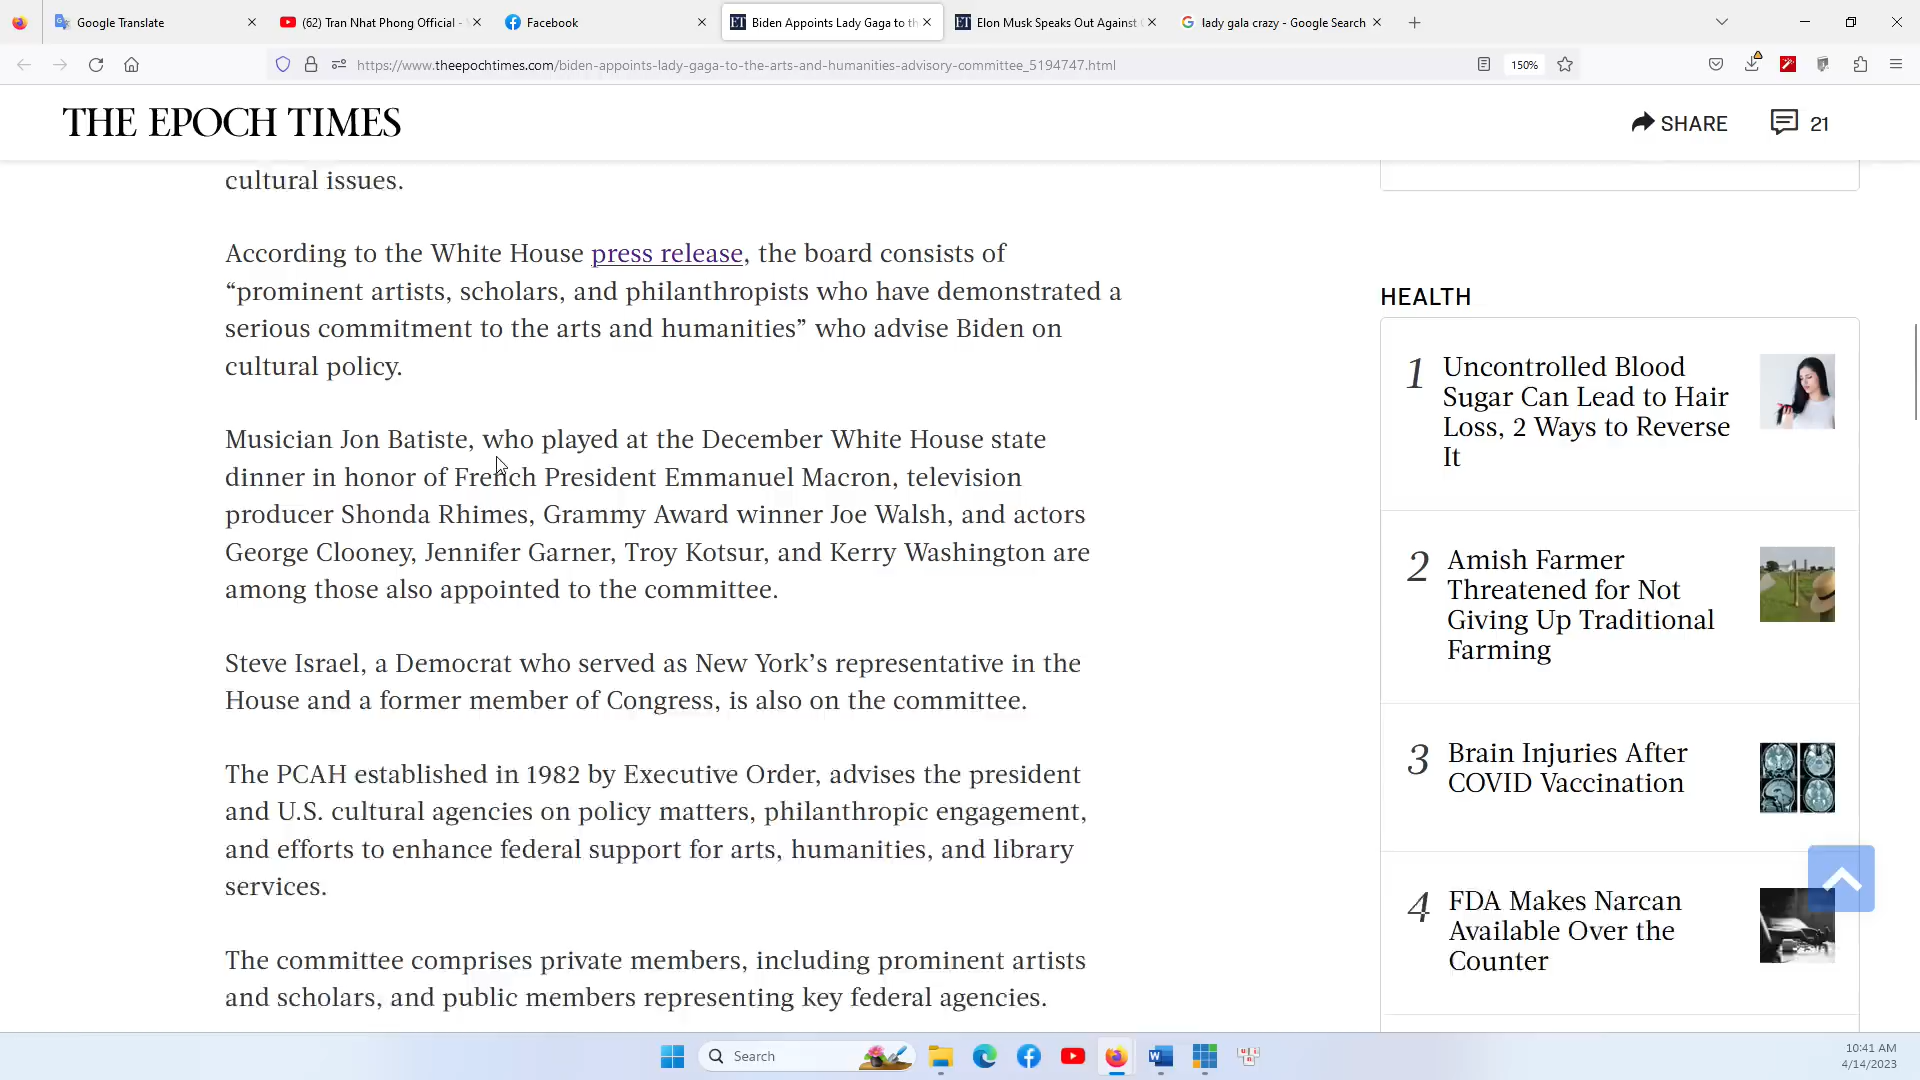 Google Translate
(62) Tran Nhat Phong Official -
Facebook
Biden Appoints Lady Gaga to th
Elon Musk Speaks Out Against
lady gala crazy - Google Search
https://www.theepochtimes.com/biden-appoints-lady-gaga-to-the-arts-and-humanities-advisory-committee_5194747.html
150%
THE EPOCH TIMES
SHARE
21
cultural issues.
According to the White House press release, the board consists of
“prominent artists, scholars, and philanthropists who have demonstrated a
serious commitment to the arts and humanities” who advise Biden on
cultural policy.
Musician Jon Batiste, who played at the December White House state
dinner in honor of French President Emmanuel Macron, television
producer Shonda Rhimes, Grammy Award winner Joe Walsh, and actors
George Clooney, Jennifer Garner, Troy Kotsur, and Kerry Washington are
among those also appointed to the committee.
Steve Israel, a Democrat who served as New York’s representative in the
House and a former member of Congress, is also on the committee.
The PCAH established in 1982 by Executive Order, advises the president
and U.S. cultural agencies on policy matters, philanthropic engagement,
and efforts to enhance federal support for arts, humanities, and library
services.
The committee comprises private members, including prominent artists
and scholars, and public members representing key federal agencies.
HEALTH
1
Uncontrolled Blood
Sugar Can Lead to Hair
Loss, 2 Ways to Reverse
It
2
Amish Farmer
Threatened for Not
Giving Up Traditional
Farming
3
Brain Injuries After
COVID Vaccination
4
FDA Makes Narcan
Available Over the
Counter
Search
10:41 AM
4/14/2023